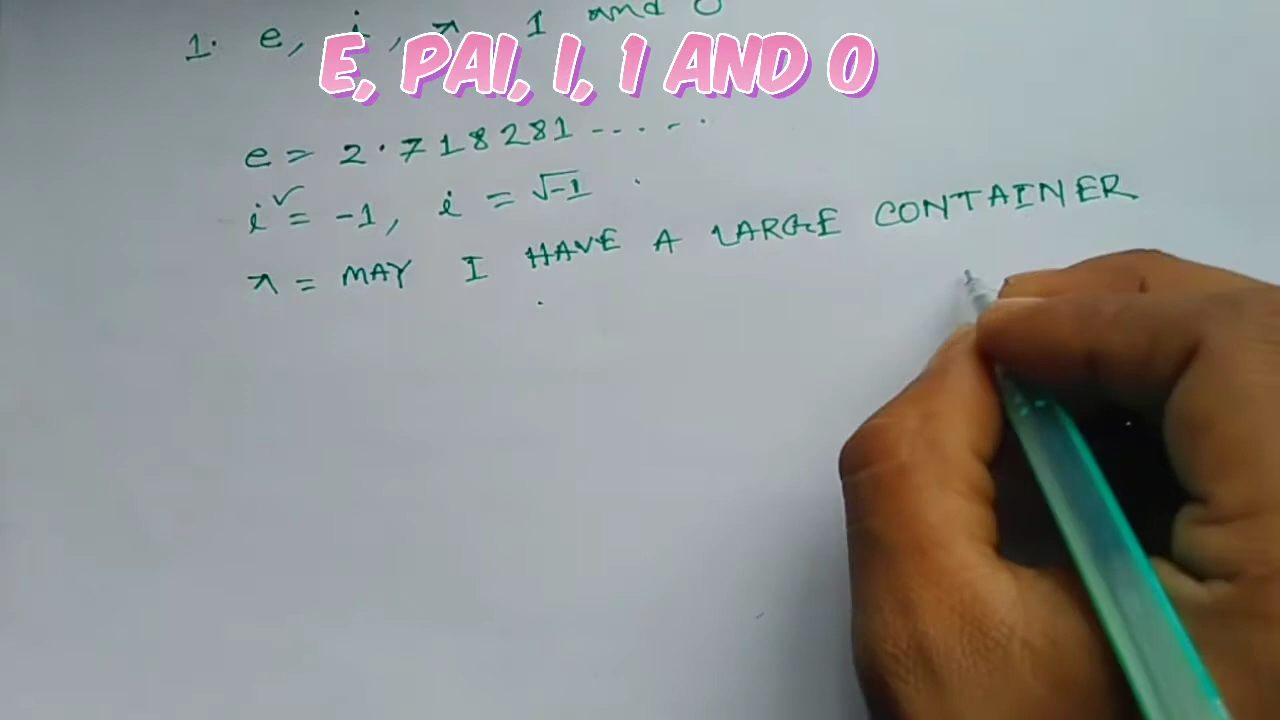 1. e, i, π, 1 and 0
E, PAI, I, 1 AND 0
e = 2.718281-----.
i² = -1, i = √-1 .
π = MAY I HAVE A LARGE CONTAINER